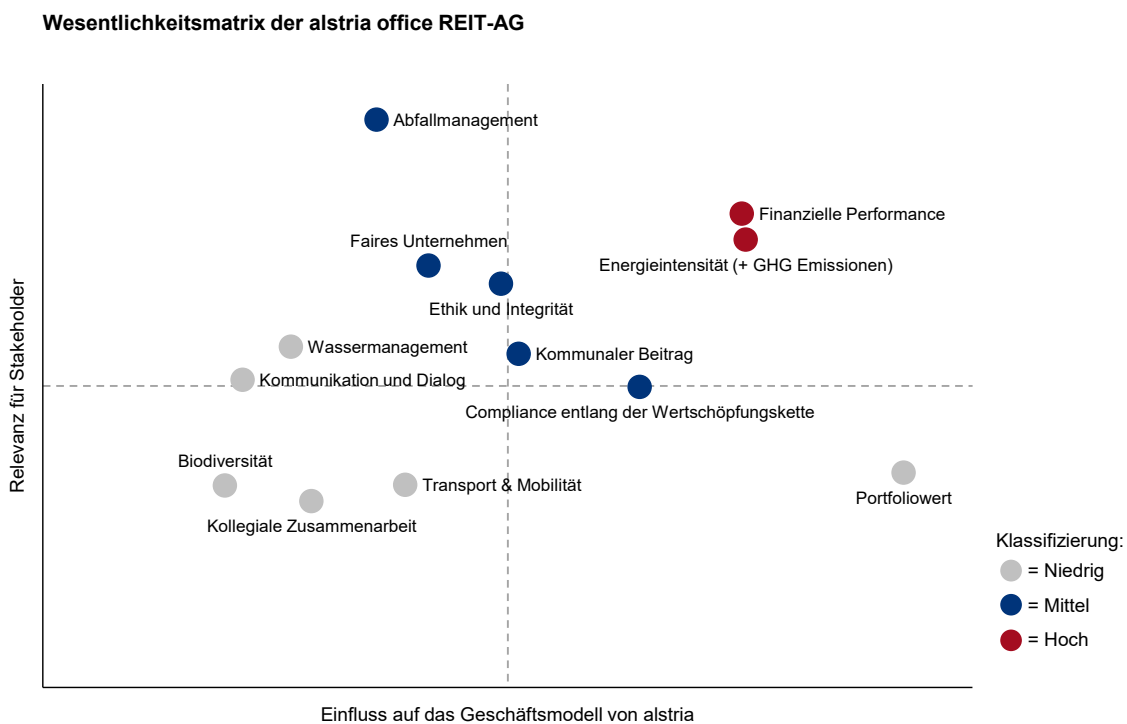 Wesentlichkeitsmatrix der alstria office REIT-AG
Abfallmanagement
Finanzielle Performance
Faires Unternehmen
Energieintensität (+ GHG Emissionen)
Ethik und Integrität
Wassermanagement
Kommunaler Beitrag
Kommunikation und Dialog
Compliance entlang der Wertschöpfungskette
Biodiversität
Transport & Mobilität
Portfoliowert
Kollegiale Zusammenarbeit
Relevanz für Stakeholder
Einfluss auf das Geschäftsmodell von alstria
Klassifizierung:
= Niedrig
= Mittel
= Hoch